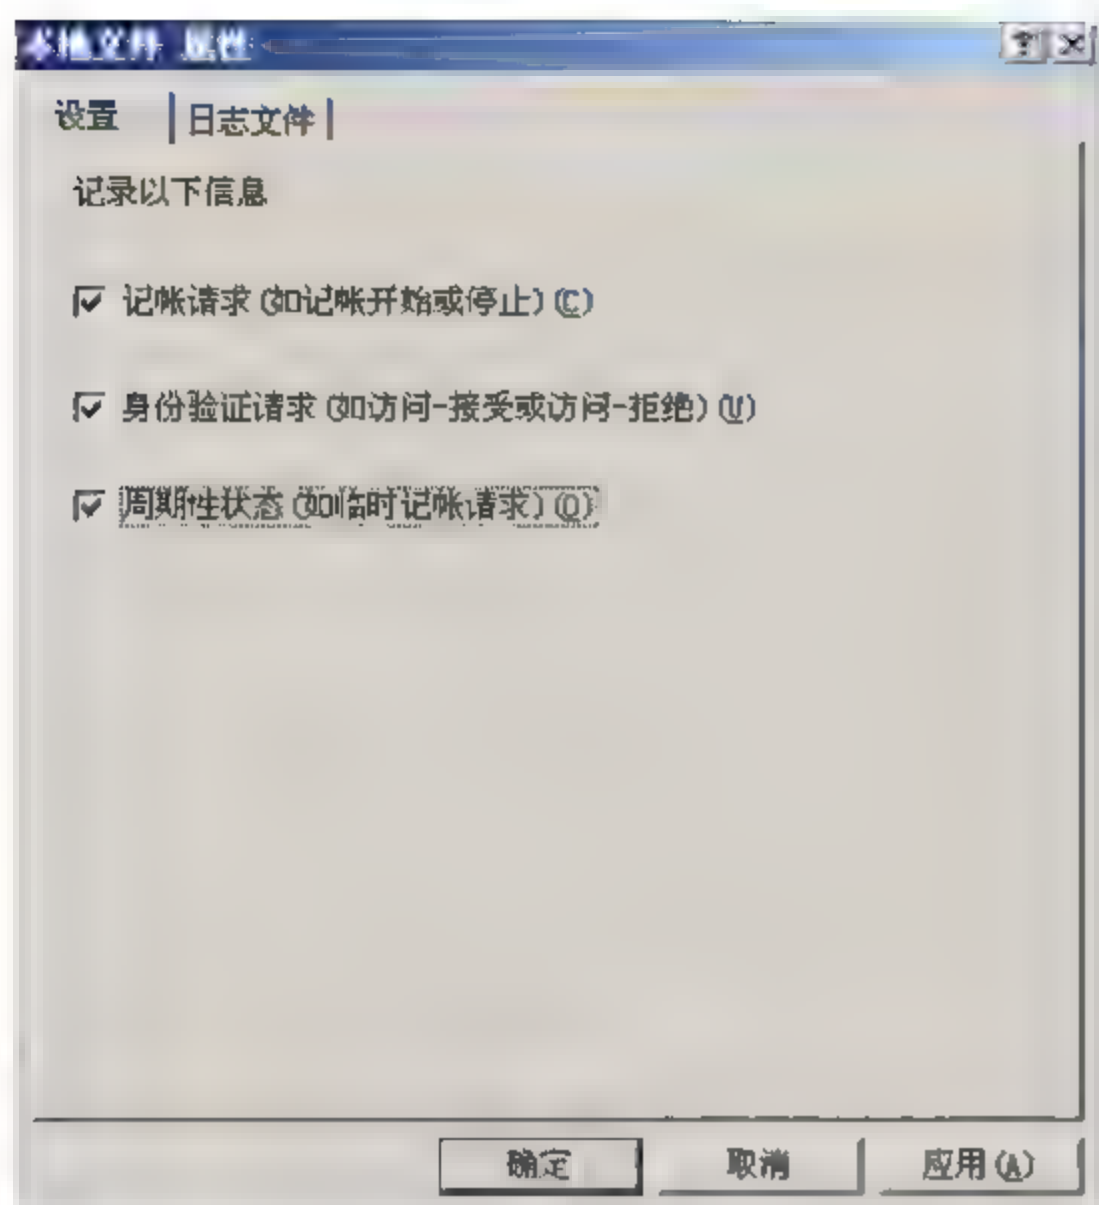 本地文件 属性
设置 日志文件
记录以下信息
记帐请求(如记帐开始或停止)(C)
身份验证请求(如访问-接受或访问-拒绝)(U)
周期性状态(如临时记帐请求)(O)
确定 取消 应用(A)